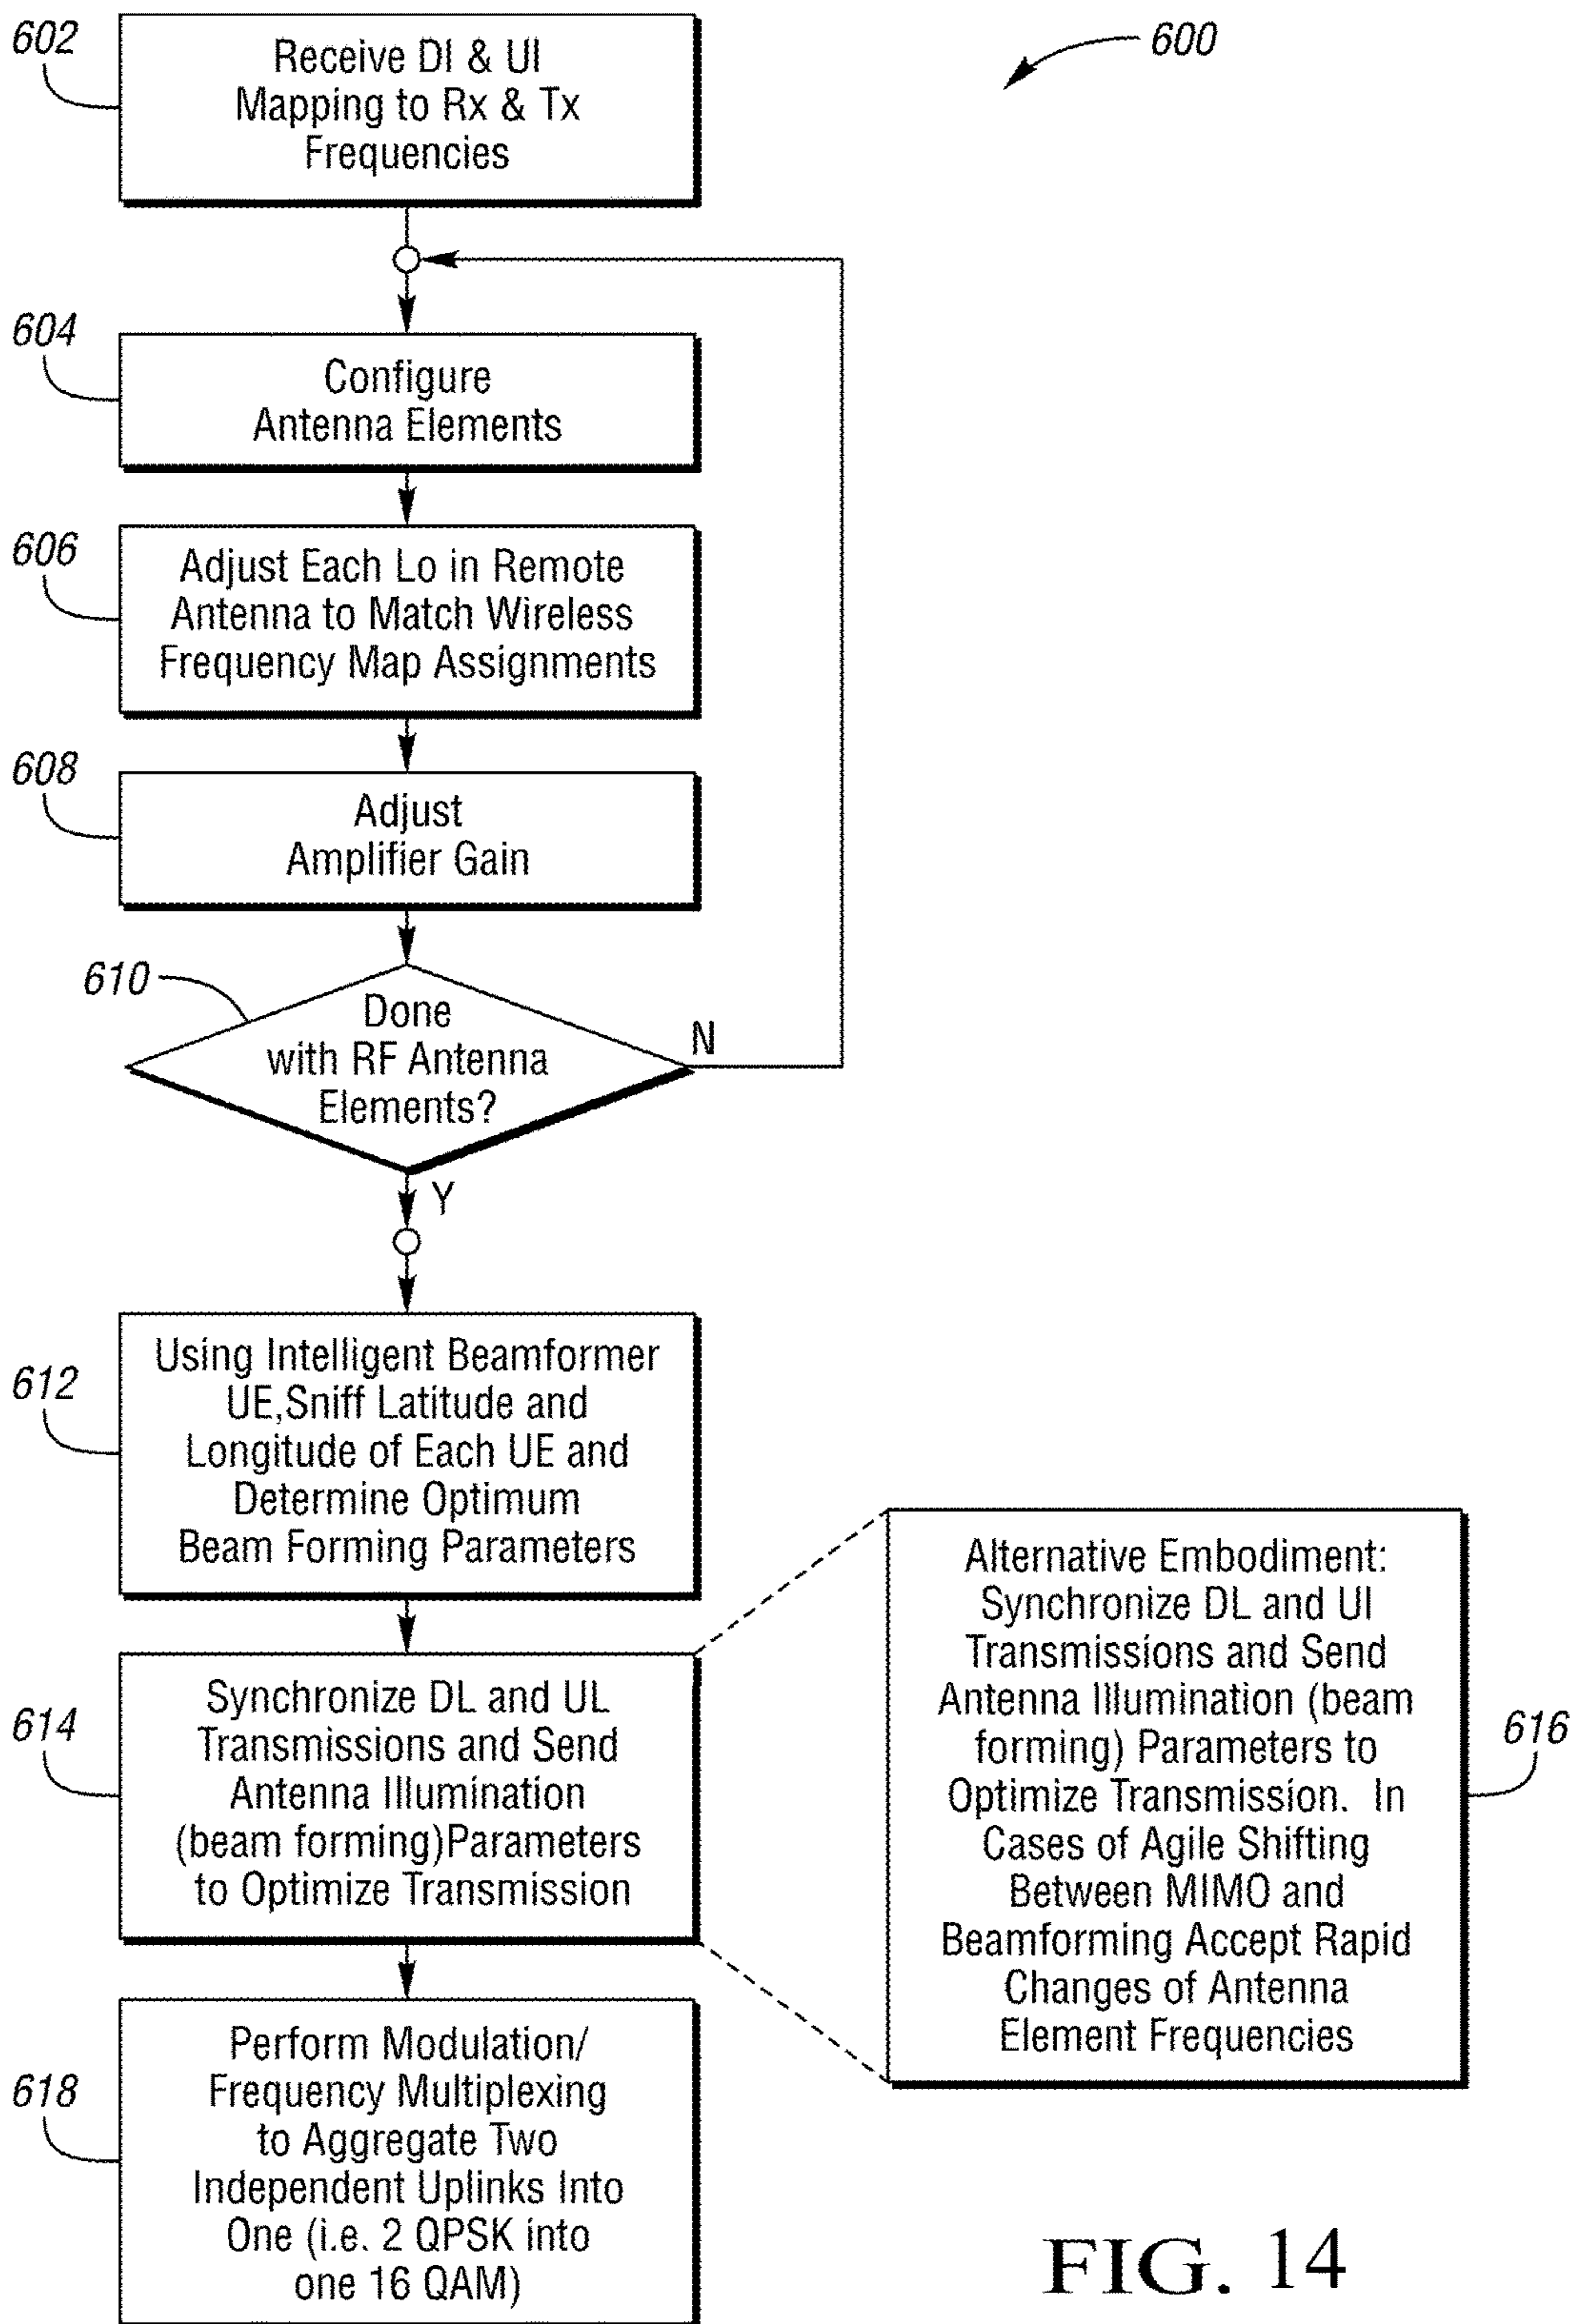 602
Receive DI & UI
Mapping to Rx & Tx
Frequencies
600
604
Configure
Antenna Elements
606
Adjust Each Lo in Remote
Antenna to Match Wireless
Frequency Map Assignments
608
Adjust
Amplifier Gain
610
Done
with RF Antenna
Elements?
N
Y
612
Using Intelligent Beamformer
UE,Sniff Latitude and
Longitude of Each UE and
Determine Optimum
Beam Forming Parameters
614
Synchronize DL and UL
Transmissions and Send
Antenna Illumination
(beam forming)Parameters
to Optimize Transmission
Alternative Embodiment:
Synchronize DL and UI
Transmissions and Send
Antenna Illumination (beam
forming) Parameters to
Optimize Transmission. In
Cases of Agile Shifting
Between MIMO and
Beamforming Accept Rapid
Changes of Antenna
Element Frequencies
616
618
Perform Modulation/
Frequency Multiplexing
to Aggregate Two
Independent Uplinks Into
One (i.e. 2 QPSK into
one 16 QAM)
FIG. 14